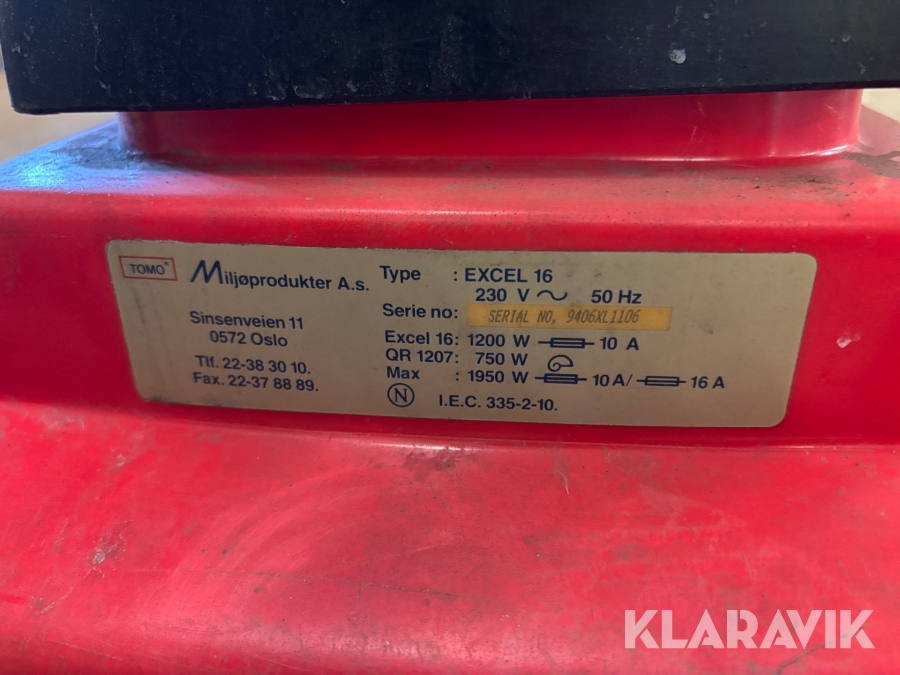 TOMO®
Miljøprodukter A.s.
Sinsenveien 11
0572 Oslo
Tlf. 22-38 30 10.
Fax. 22-37 88 89.
Type : EXCEL 16
230 V ~ 50 Hz
Serie no: SERIAL NO, 9406XL1106
Excel 16: 1200 W 10 A
QR 1207: 750 W
Max : 1950 W 10 A/ 16 A
N I.E.C. 335-2-10.
KLARAVIK